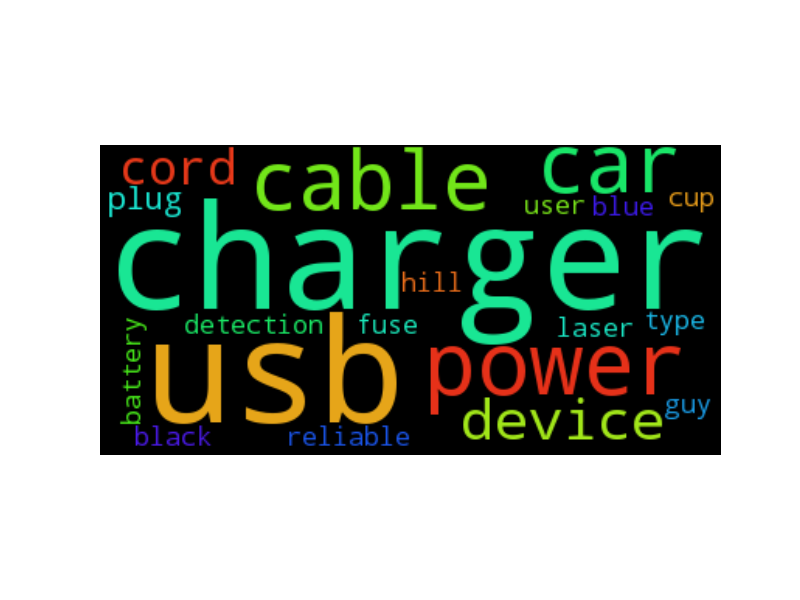 cord cable car
plug user blue cup
charger
hill
detection fuse laser type
battery usb power
device guy
black reliable